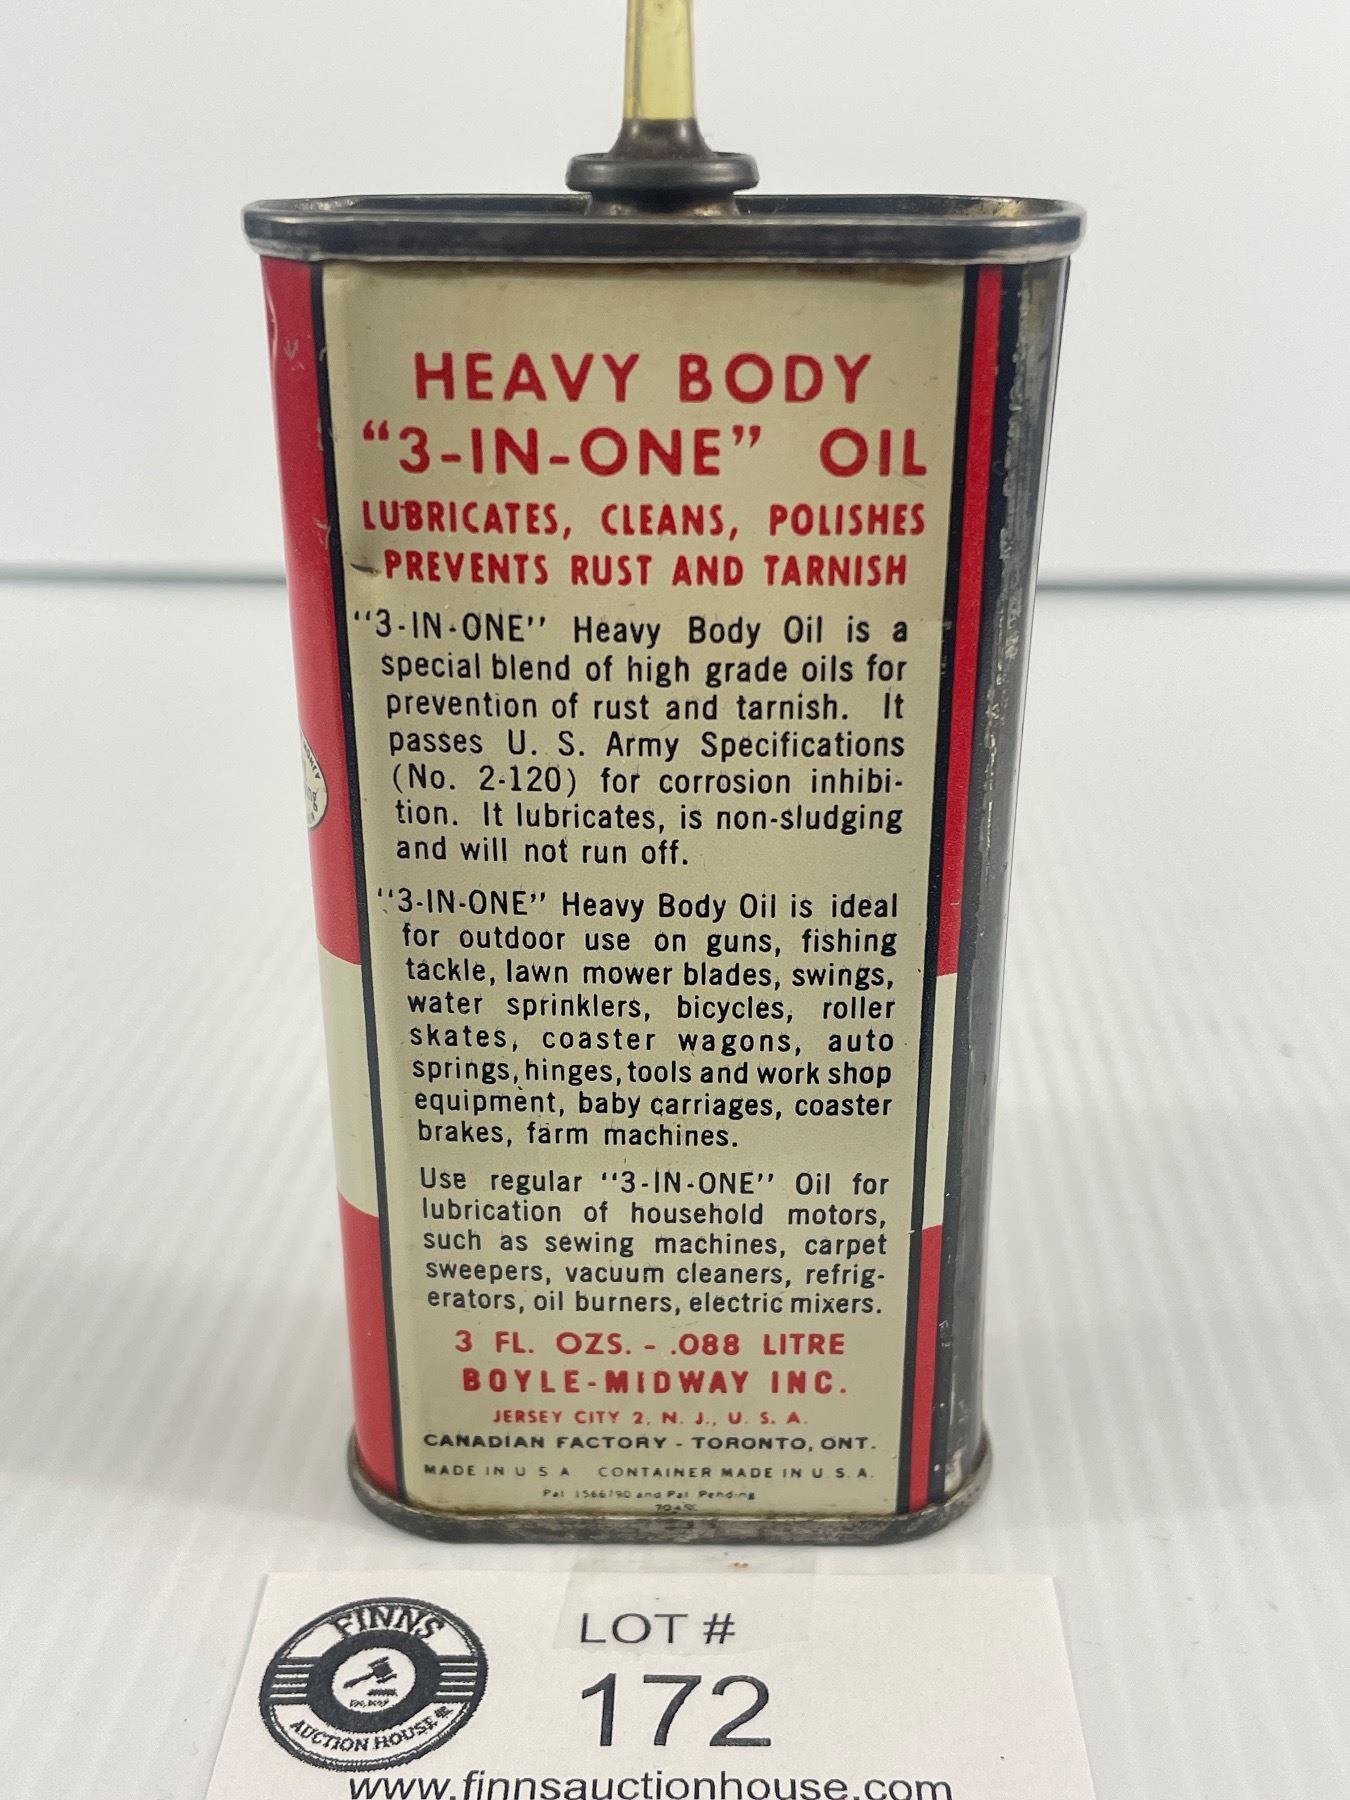 HEAVY BODY
“3-IN-ONE” OIL
LUBRICATES, CLEANS, POLISHES
PREVENTS RUST AND TARNISH
"3-IN-ONE" Heavy Body Oil is a
special blend of high grade oils for
prevention of rust and tarnish. It
passes U. S. Army Specifications
(No. 2-120) for corrosion inhibi-
tion. It lubricates, is non-sludging
and will not run off.
"3-IN-ONE" Heavy Body Oil is ideal
for outdoor use on guns, fishing
tackle, lawn mower blades, swings,
water sprinklers, bicycles, roller
skates, coaster wagons, auto
springs, hinges, tools and work shop
equipment, baby carriages, coaster
brakes, farm machines.
Use regular "3-IN-ONE" Oil for
lubrication of household motors,
such as sewing machines, carpet
sweepers, vacuum cleaners, refrig-
erators, oil burners, electric mixers.
3 FL. OZS. - .088 LITRE
BOYLE-MIDWAY INC.
JERSEY CITY 2, N. J., U. S. A.
CANADIAN FACTORY - TORONTO, ONT.
MADE IN U S A CONTAINER MADE IN U. S. A.
Pat and Pat Pending
FINNS
AUCTION HOUSE
LOT #
172
www.finnsauctionhouse.com